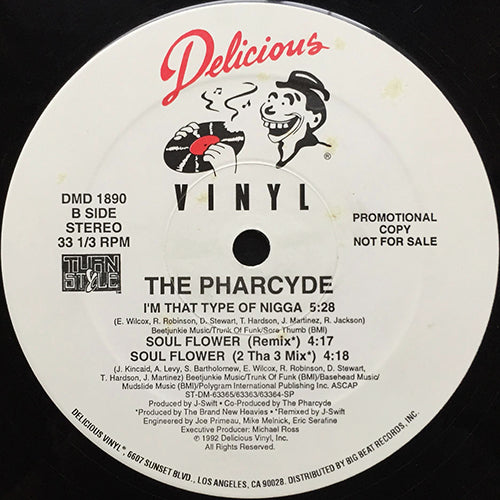 Delicious
VINYL
DMD 1890
B SIDE
STEREO
33 1/3 RPM
TURN
STYLE
PROMOTIONAL
COPY
NOT FOR SALE
THE PHARCYDE
I'M THAT TYPE OF NIGGA 5:28
(E. Wilcox, R. Robinson, D. Stewart, T. Hardson, J. Martinez, R. Jackson)
Beetjunkie Music/Trunk Of Funk/Sore Thumb (BMI)
SOUL FLOWER (Remix*) 4:17
SOUL FLOWER (2 Tha 3 Mix*) 4:18
(J. Kincaid, A. Levy, S. Bartholomew, E. Wilcox, R. Robinson, D. Stewart,
T. Hardson, J. Martinez) Beetjunkie Music/Trunk Of Funk (BMI)/Basehead Music/
Mudslide Music (BMI)/Polygram International Publishing Inc. ASCAP
ST-DM-63365/63363/63364-SP
Produced by J-Swift • Co-Produced by The Pharcyde
*Produced by The Brand New Heavies • *Remixed by J-Swift
Engineered by Joe Primeau, Mike Melnick, Eric Serafine
Executive Producer: Michael Ross
℗ 1992 Delicious Vinyl, Inc.
All Rights Reserved.
DELICIOUS VINYL®, 6607 SUNSET BLVD., LOS ANGELES, CA 90028. DISTRIBUTED BY BIG BEAT RECORDS, INC.